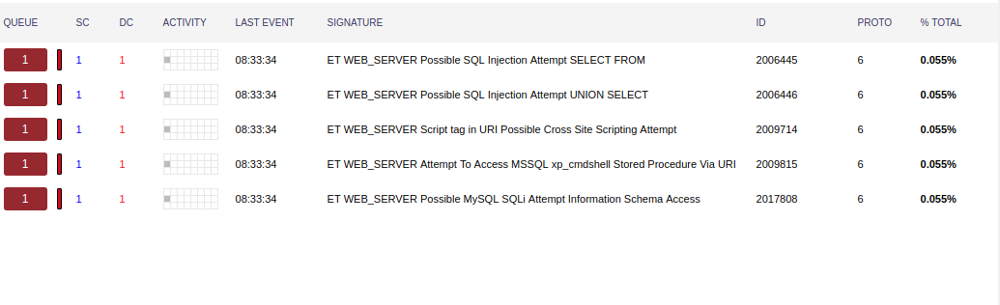 QUEUE SC DC ACTIVITY LAST EVENT SIGNATURE ID PROTO % TOTAL
1 1 1 08:33:34 ET WEB_SERVER Possible SQL Injection Attempt SELECT FROM 2006445 6 0.055%
1 1 1 08:33:34 ET WEB_SERVER Possible SQL Injection Attempt UNION SELECT 2006446 6 0.055%
1 1 1 08:33:34 ET WEB_SERVER Script tag in URI Possible Cross Site Scripting Attempt 2009714 6 0.055%
1 1 1 08:33:34 ET WEB_SERVER Attempt To Access MSSQL xp_cmdshell Stored Procedure Via URI 2009815 6 0.055%
1 1 1 08:33:34 ET WEB_SERVER Possible MySQL SQLi Attempt Information Schema Access 2017808 6 0.055%